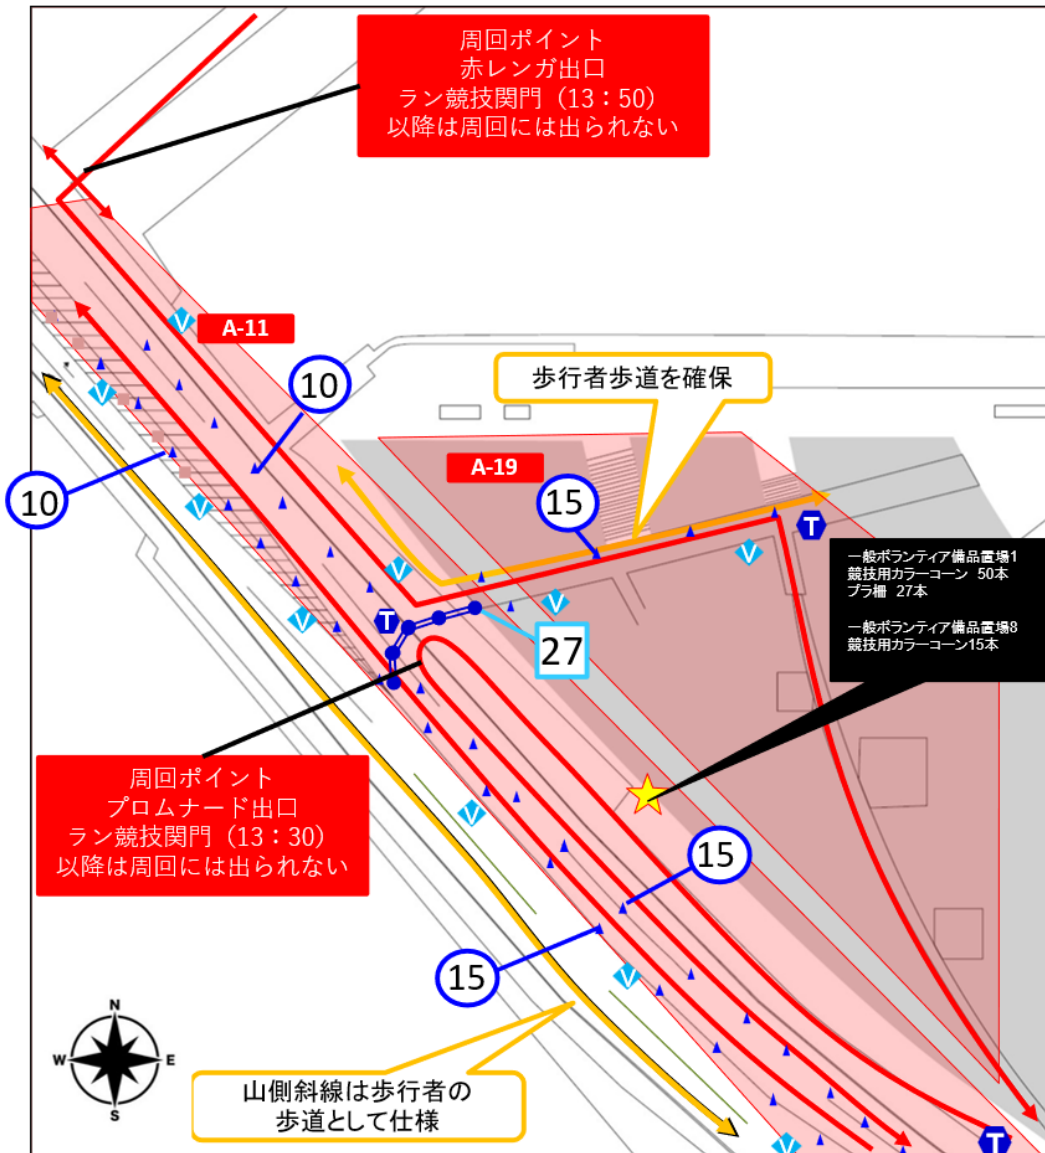 周回ポイント
赤レンガ出口
ラン競技関門（13：50）
以降は周回には出られない
V
A-11
10
歩行者歩道を確保
V
A-19
10
15
V
T
V
V
一般ボランティア備品置場1
競技用カラーコーン 50本
プラ柵 27本
一般ボランティア備品置場8
競技用カラーコーン15本
V
V
T
27
周回ポイント
プロムナード出口
ラン競技関門（13：30）
以降は周回には出られない
V
15
15
V
N
W
E
S
山側斜線は歩行者の
歩道として仕様
V
T